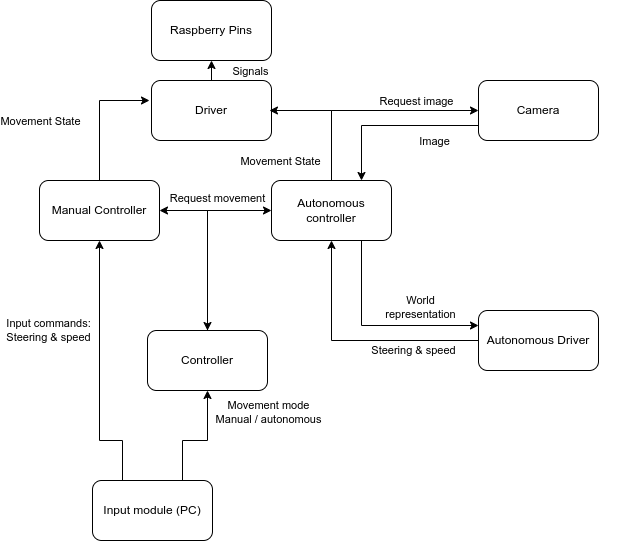 Raspberry Pins
Signals
Driver
Request image
Camera
Movement State
Image
Movement State
Manual Controller
Request movement
Autonomous
controller
World
representation
Input commands:
Steering & speed
Autonomous Driver
Steering & speed
Controller
Movement mode
Manual / autonomous
Input module (PC)